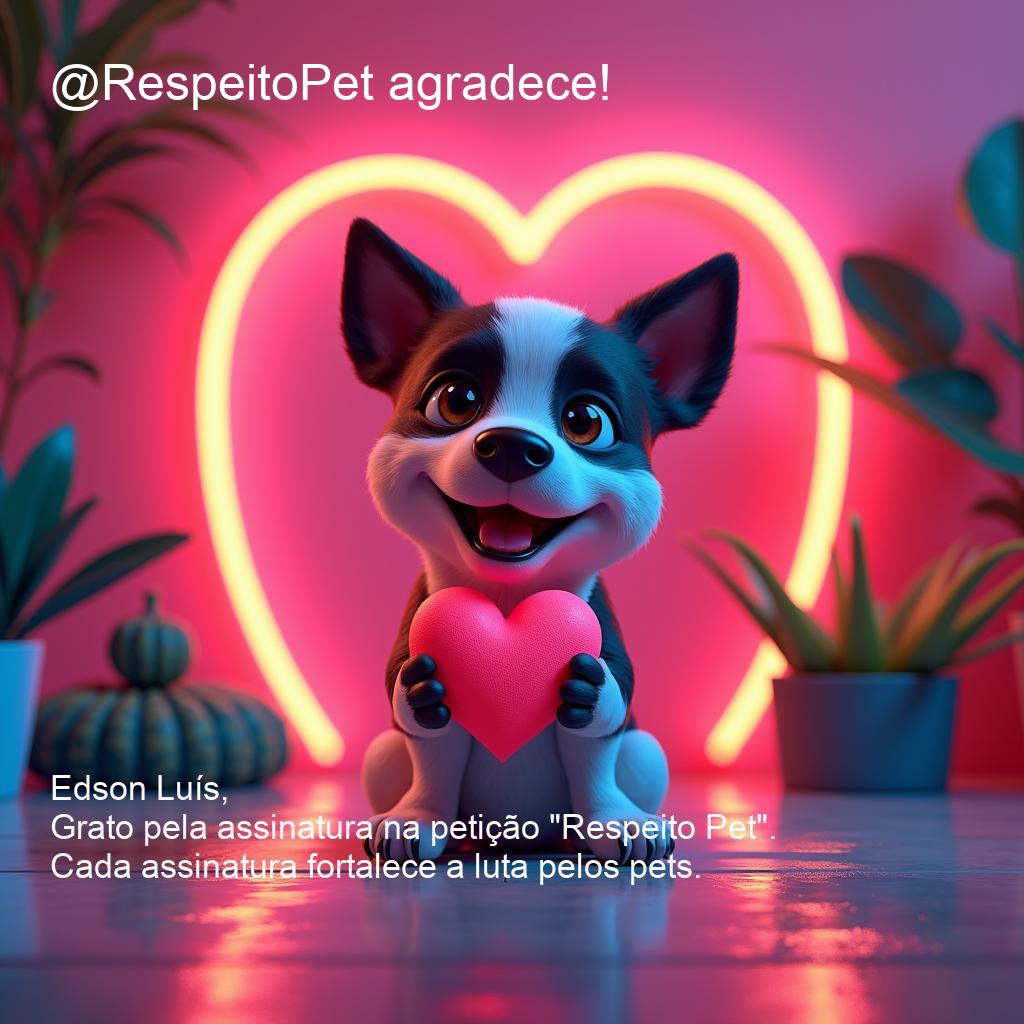 @RespeitoPet agradece!
Edson Luís,
Grato pela assinatura na petição "Respeito Pet".
Cada assinatura fortalece a luta pelos pets.